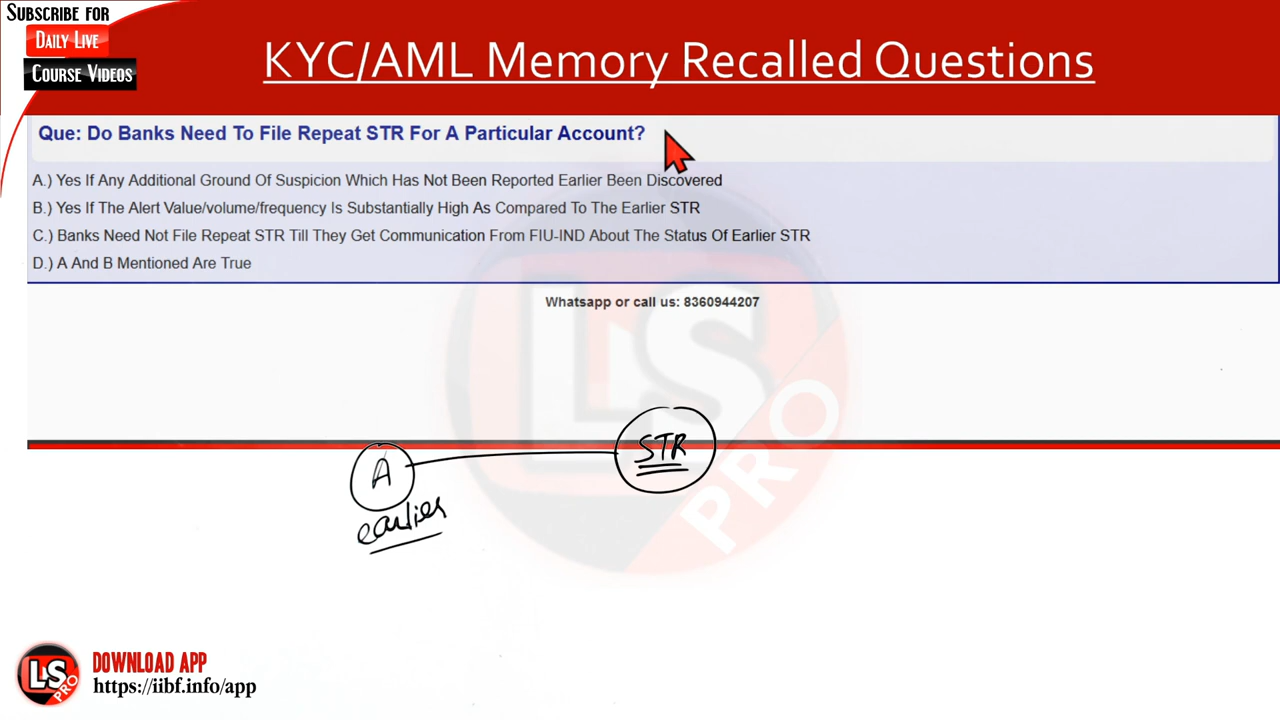 SUBSCRIBE FOR
DAILY LIVE
COURSE VIDEOS
KYC/AML Memory Recalled Questions
Que: Do Banks Need To File Repeat STR For A Particular Account?
A.) Yes If Any Additional Ground Of Suspicion Which Has Not Been Reported Earlier Been Discovered
B.) Yes If The Alert Value/volume/frequency Is Substantially High As Compared To The Earlier STR
C.) Banks Need Not File Repeat STR Till They Get Communication From FIU-IND About The Status Of Earlier STR
D.) A And B Mentioned Are True
Whatsapp or call us: 8360944207
LS
PRO
A
STR
earlier
LS
PRO
DOWNLOAD APP
https://iibf.info/app